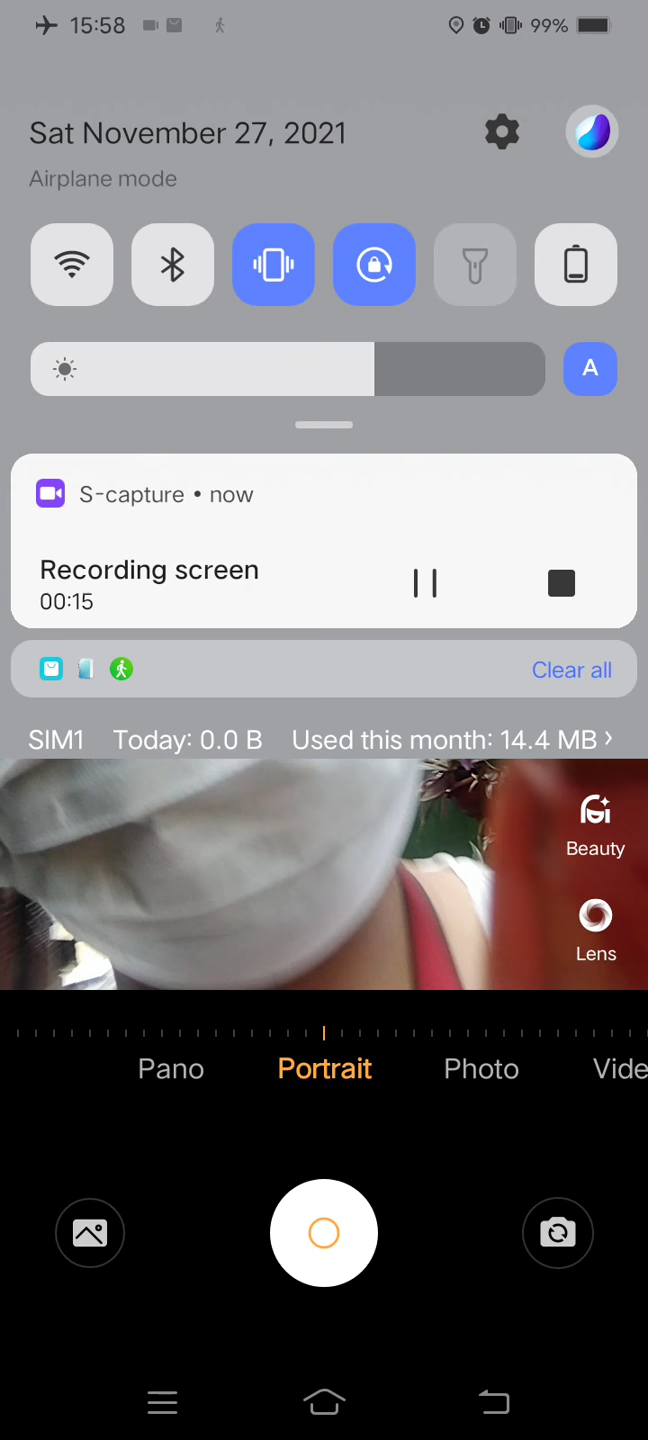 15:58
99%
Sat November 27, 2021
Airplane mode
A
S-capture • now
Recording screen
00:15
Clear all
SIM1 Today: 0.0 B Used this month: 14.4 MB ›
Beauty
Lens
Pano Portrait Photo Vide